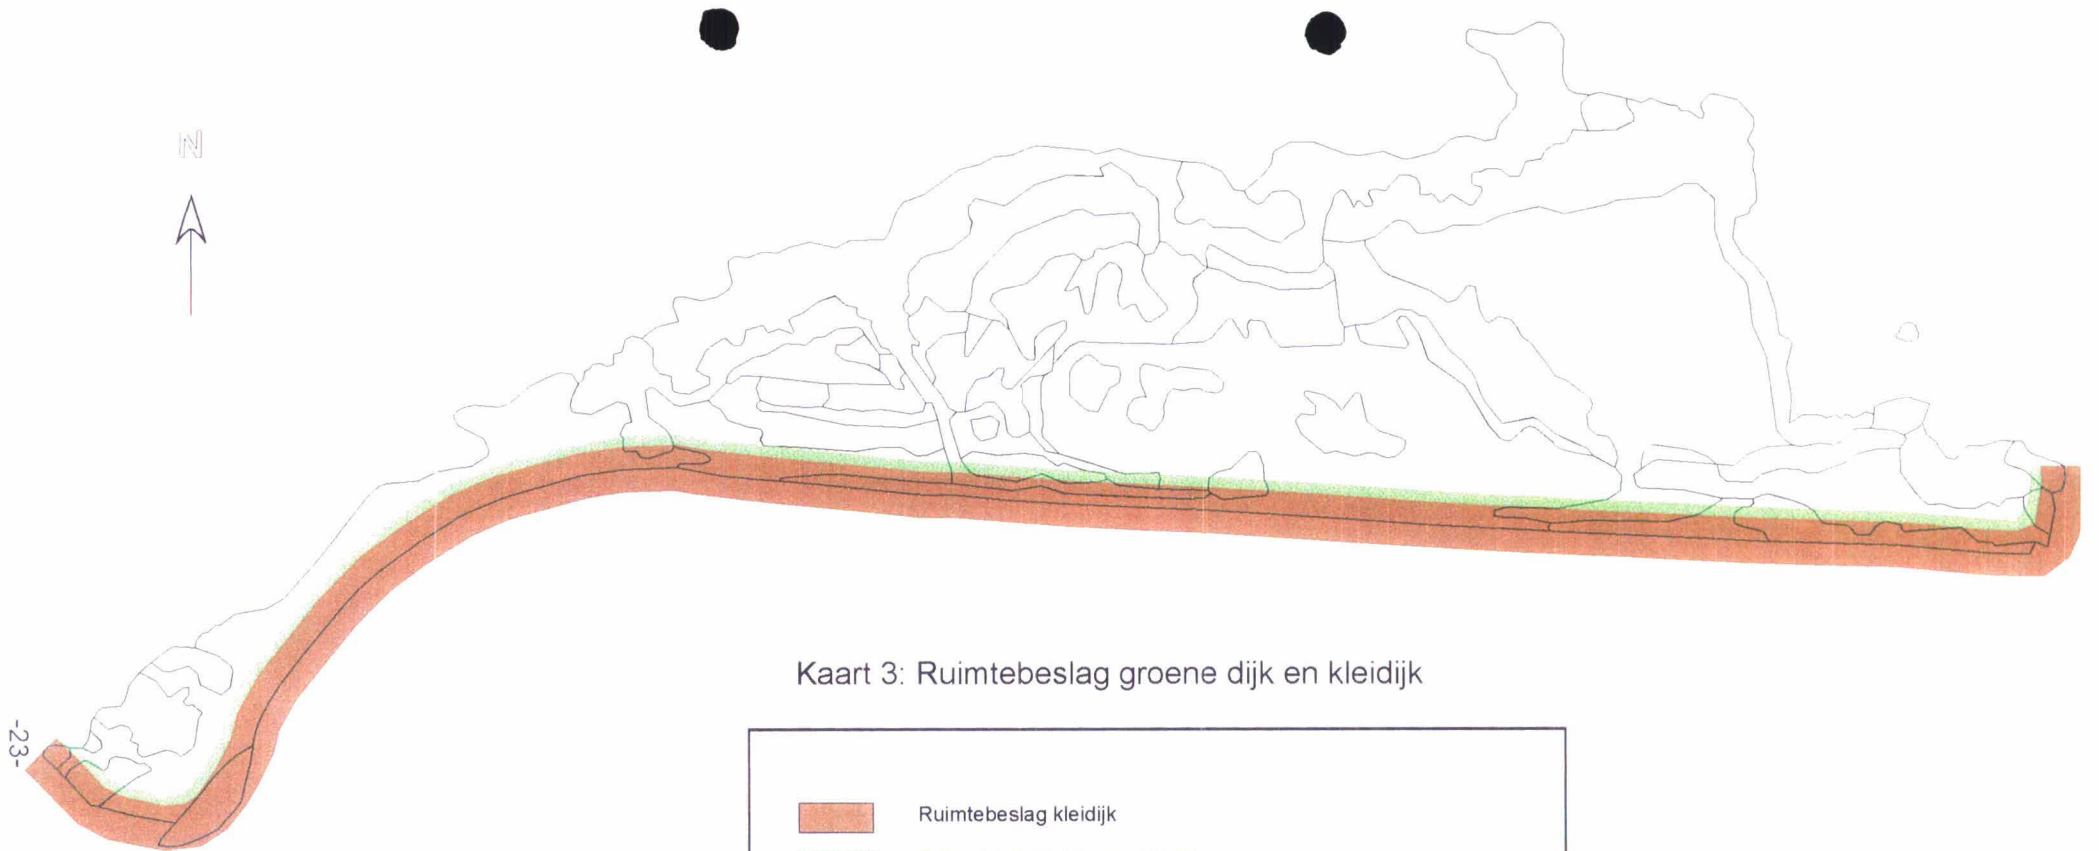 N
Kaart 3: Ruimtebeslag groene dijk en kleidijk
Ruimtebeslag kleidijk
-23-